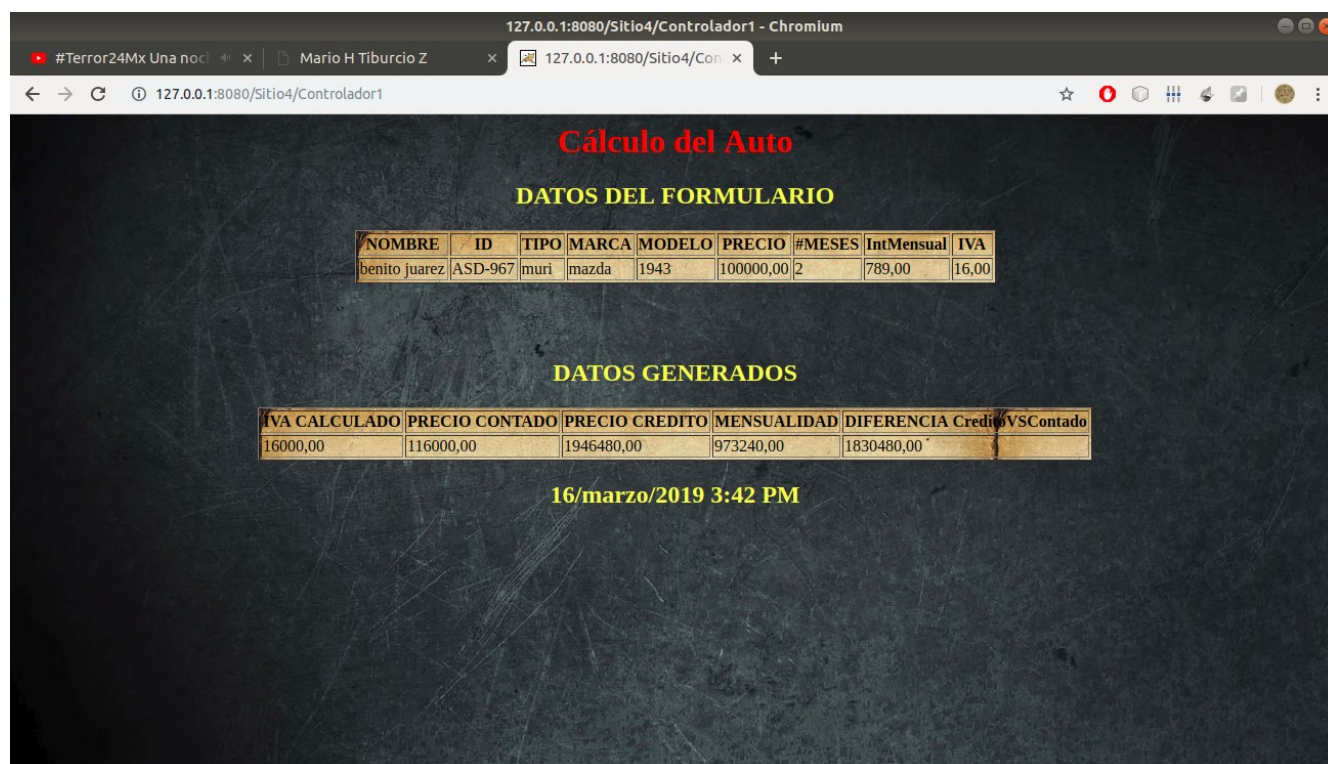 127.0.0.1:8080/Sitio4/Controlador1 - Chromium
#Terror24Mx Una noc
Mario H Tiburcio Z
127.0.0.1:8080/Sitio4/Con
127.0.0.1:8080/Sitio4/Controlador1
Cálculo del Auto
DATOS DEL FORMULARIO
NOMBRE ID TIPO MARCA MODELO PRECIO #MESES IntMensual IVA
benito juarez ASD-967 muri mazda 1943 100000,00 2 789,00 16,00
DATOS GENERADOS
IVA CALCULADO PRECIO CONTADO PRECIO CREDITO MENSUALIDAD DIFERENCIA CreditoVSContado
16000,00 116000,00 1946480,00 973240,00 1830480,00
16/marzo/2019 3:42 PM